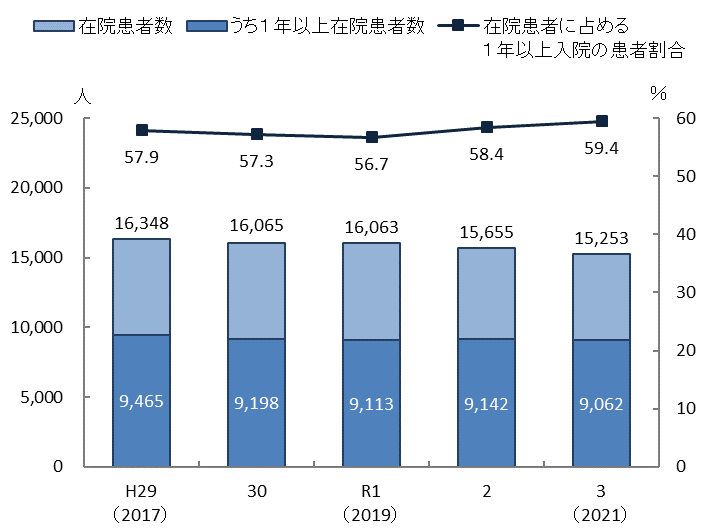 在院患者数 うち１年以上在院患者数 在院患者に占める
１年以上入院の患者割合
人 %
25,000 60
57.9 57.3 56.7 58.4 59.4
50
20,000
16,348 16,065 16,063 15,655 15,253
40
15,000
30
10,000
20
9,465 9,198 9,113 9,142 9,062
5,000
10
0 0
H29 30 R1 2 3
（2017） （2019） （2021）